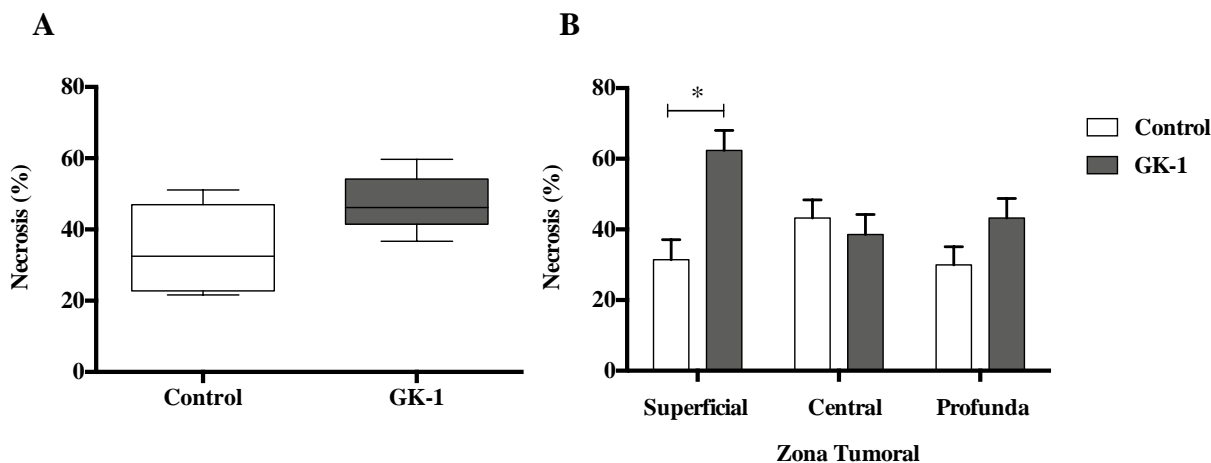 A
Necrosis (%)
80
60
40
20
0
Control
GK-1
B
Necrosis (%)
80
60
40
20
0
*
Superficial
Central
Profunda
Zona Tumoral
Control
GK-1